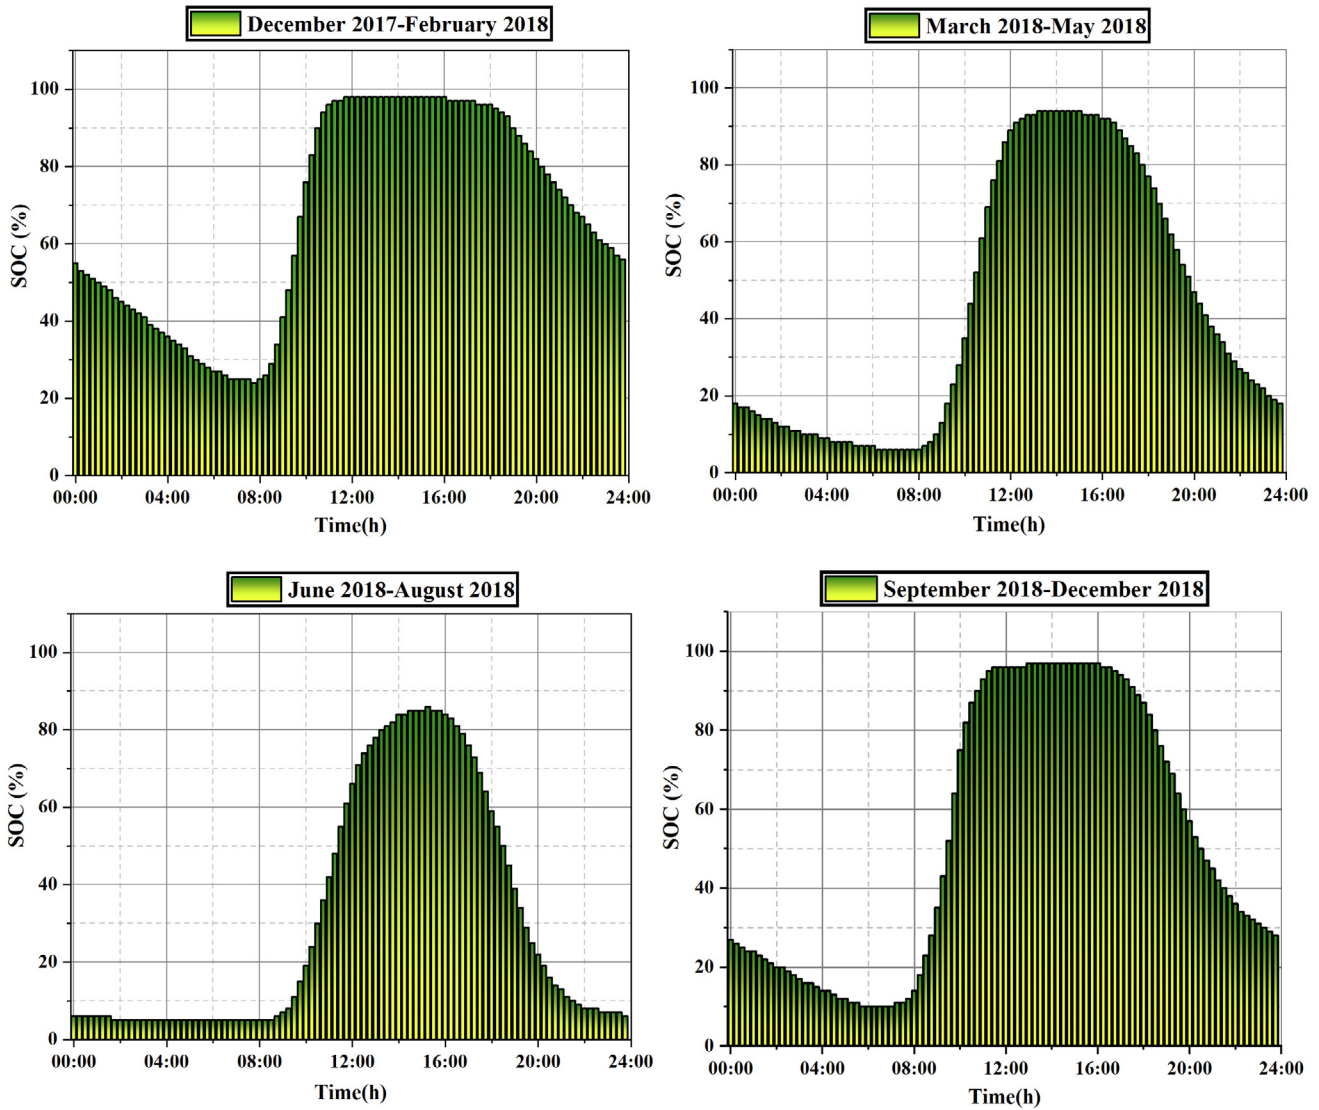 December 2017-February 2018
SOC (%)
100
80
60
40
20
0
00:00 04:00 08:00 12:00 16:00 20:00 24:00
Time(h)
March 2018-May 2018
SOC (%)
100
80
60
40
20
0
00:00 04:00 08:00 12:00 16:00 20:00 24:00
Time(h)
June 2018-August 2018
SOC (%)
100
80
60
40
20
0
00:00 04:00 08:00 12:00 16:00 20:00 24:00
Time(h)
September 2018-December 2018
SOC (%)
100
80
60
40
20
0
00:00 04:00 08:00 12:00 16:00 20:00 24:00
Time(h)